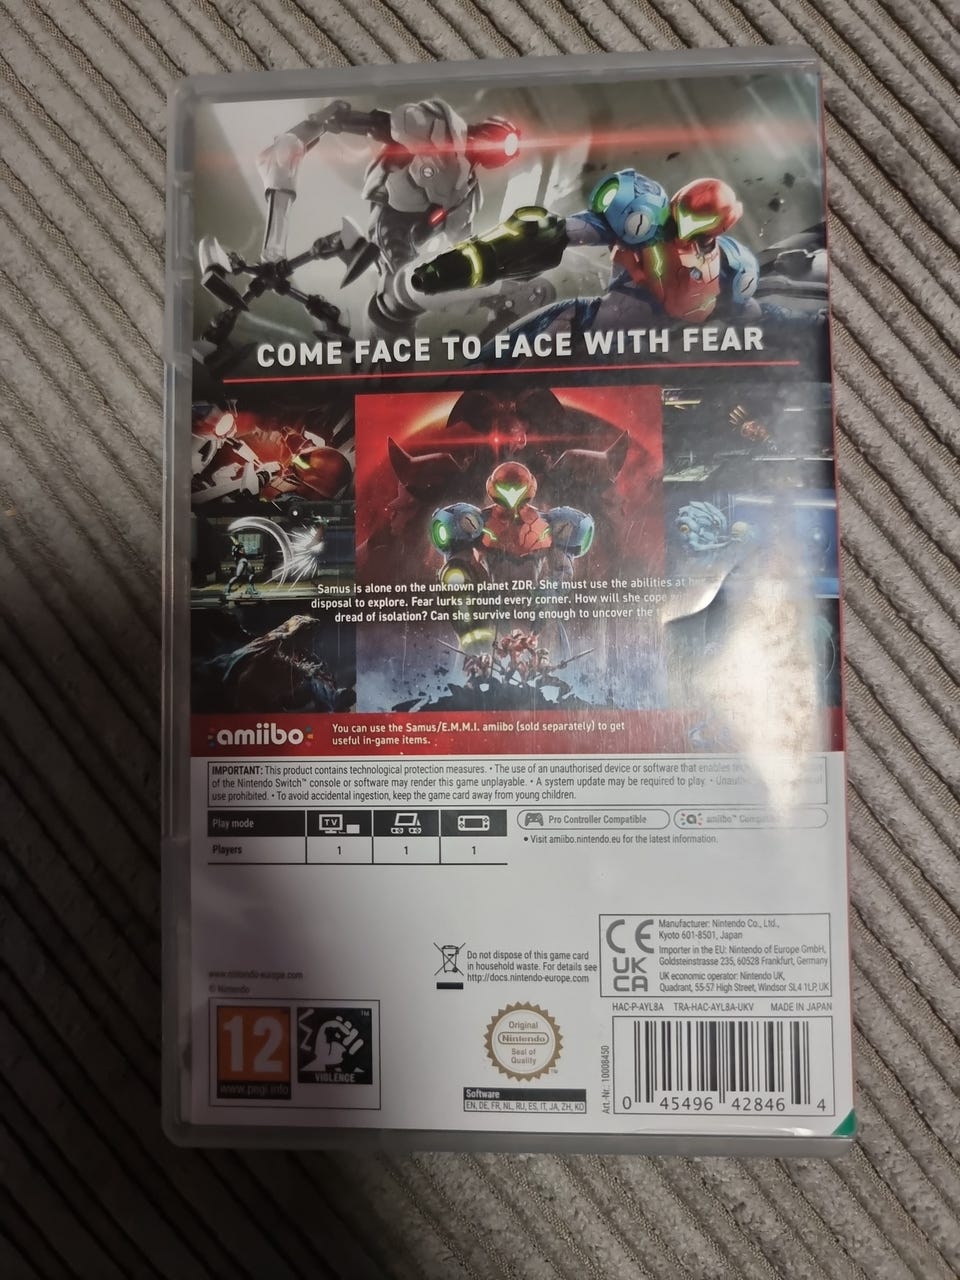 COME FACE TO FACE WITH FEAR
Samus is alone on the unknown planet ZDR. She must use the abilities at
disposal to explore. Fear lurks around every corner. How will she cope
dread of isolation? Can she survive long enough to uncover the
amiibo
You can use the Samus/E.M.M.I. amiibo (sold separately) to get
useful in-game items.
IMPORTANT: This product contains technological protection measures. • The use of an unauthorised device or software that enables
of the Nintendo Switch™ console or software may render this game unplayable. • A system update may be required to play. •
use prohibited. • To avoid accidental ingestion, keep the game card away from young children.
Play mode TV
Players 1 1 1
Pro Controller Compatible
amiibo™
• Visit amiibo.nintendo.eu for the latest information.
CE
UK
CA
Manufacturer: Nintendo Co., Ltd.,
Kyoto 601-8501, Japan
Importer in the EU: Nintendo of Europe GmbH,
Goldsteinstrasse 235, 60528 Frankfurt, Germany
UK economic operator: Nintendo UK,
Quadrant, 55-57 High Street, Windsor SL4 1LP, UK
Do not dispose of this game card
in household waste. For details see
http://docs.nintendo-europe.com
www.nintendo-europe.com
© Nintendo
HAC-P-AYL8A TRA-HAC-AYL8A-UKV MADE IN JAPAN
12
www.pegi.info
VIOLENCE
TM
Original
Nintendo
Seal of
Quality
Software
EN, DE, FR, NL, RU, ES, IT, JA, ZH, KO
Art.-Nr.: 10008450
0 45496 42846 4